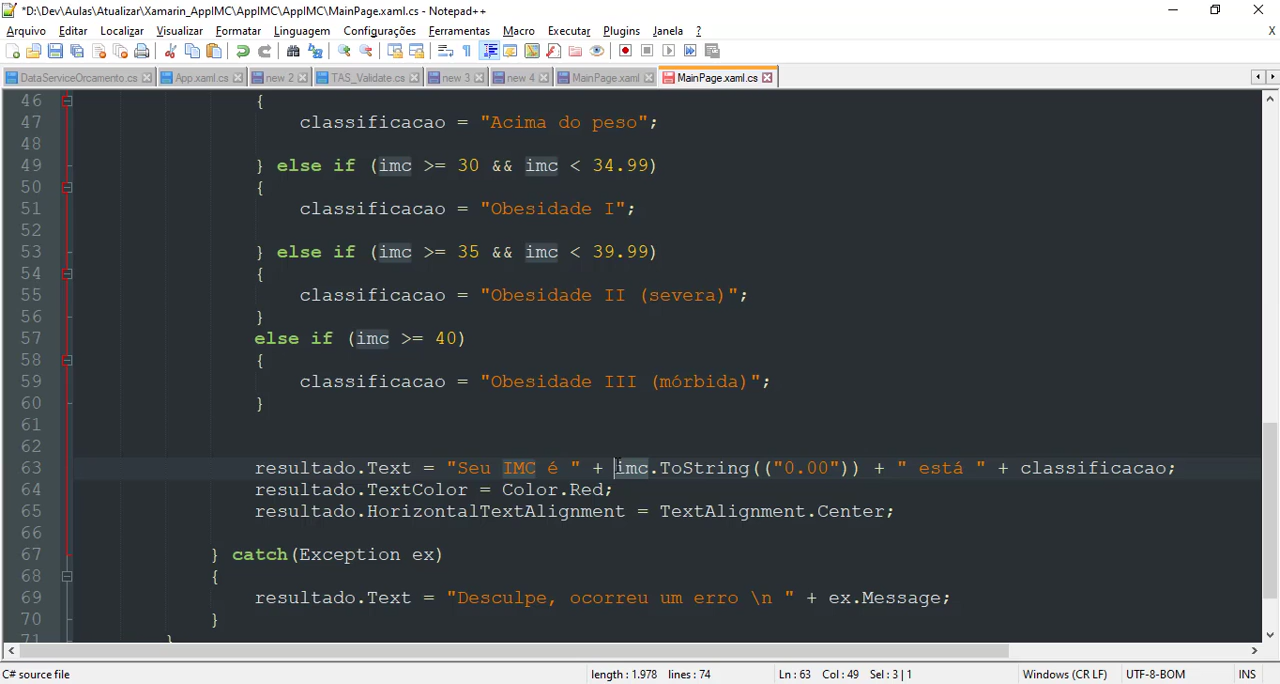 *D:\Dev\Aulas\Atualizar\Xamarin_AppIMC\AppIMC\AppIMC\MainPage.xaml.cs - Notepad++
Arquivo Editar Localizar Visualizar Formatar Linguagem Configurações Ferramentas Macro Executar Plugins Janela ? X
DataServiceOrcamento.cs App.xaml.cs new 2 TAS_Validate.cs new 3 new 4 MainPage.xaml MainPage.xaml.cs
46 {
47 classificacao = "Acima do peso";
48
49 } else if (imc >= 30 && imc < 34.99)
50 {
51 classificacao = "Obesidade I";
52
53 } else if (imc >= 35 && imc < 39.99)
54 {
55 classificacao = "Obesidade II (severa)";
56 }
57 else if (imc >= 40)
58 {
59 classificacao = "Obesidade III (mórbida)";
60 }
61
62
63 resultado.Text = "Seu IMC é " + imc.ToString(("0.00")) + " está " + classificacao;
64 resultado.TextColor = Color.Red;
65 resultado.HorizontalTextAlignment = TextAlignment.Center;
66
67 } catch(Exception ex)
68 {
69 resultado.Text = "Desculpe, ocorreu um erro \n " + ex.Message;
70 }
71 }
C# source file length : 1.978 lines : 74 Ln : 63 Col : 49 Sel : 3 | 1 Windows (CR LF) UTF-8-BOM INS